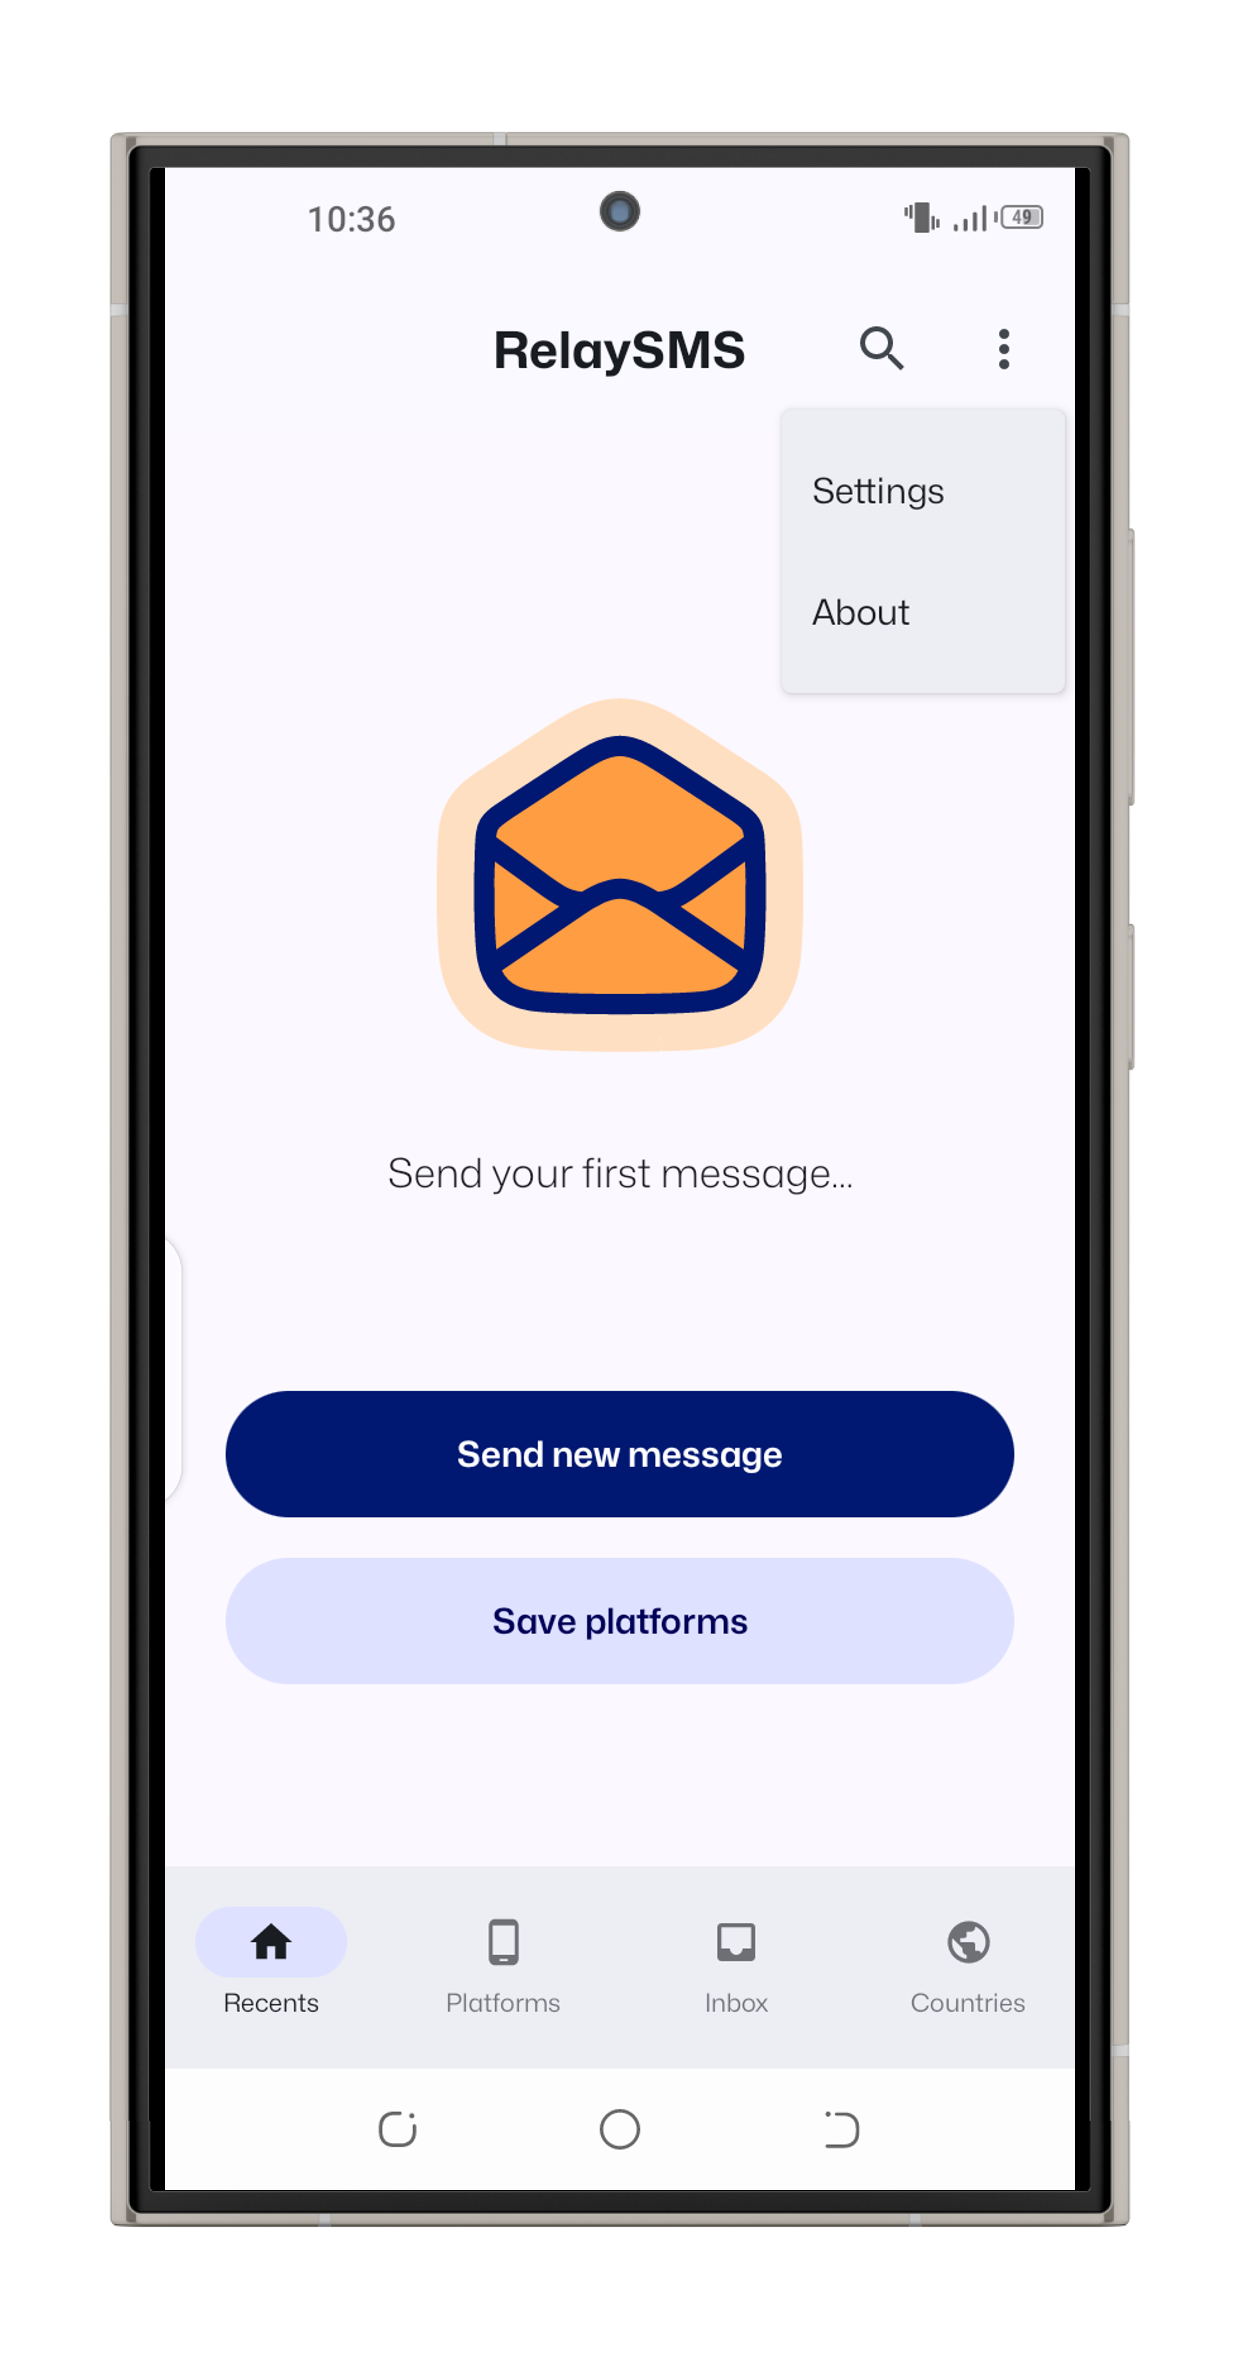 10:36
49
RelaySMS
Settings
About
Send your first message...
Send new message
Save platforms
Recents
Platforms
Inbox
Countries